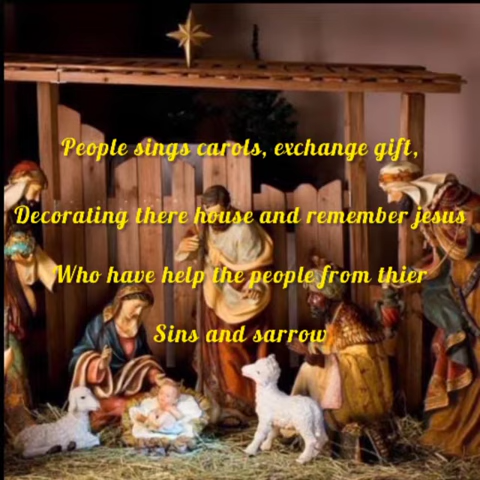 People sings carols, exchange gift,
Decorating there house and remember jesus
Who have help the people from thier
Sins and sarrow